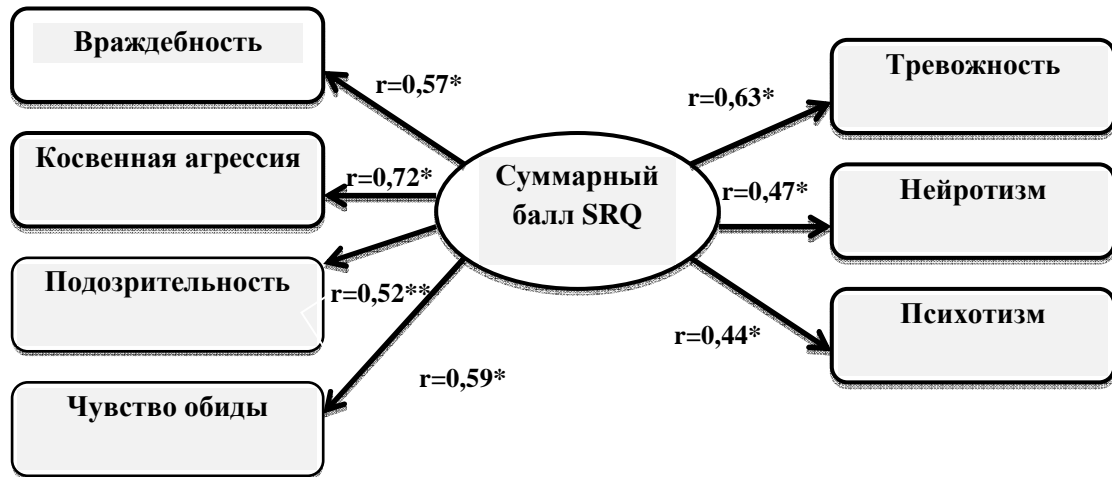 Враждебность
r=0,57*
Косвенная агрессия
r=0,72*
Подозрительность
r=0,52**
Чувство обиды
r=0,59*
Суммарный
балл SRQ
Тревожность
r=0,63*
Нейротизм
r=0,47*
Психотизм
r=0,44*